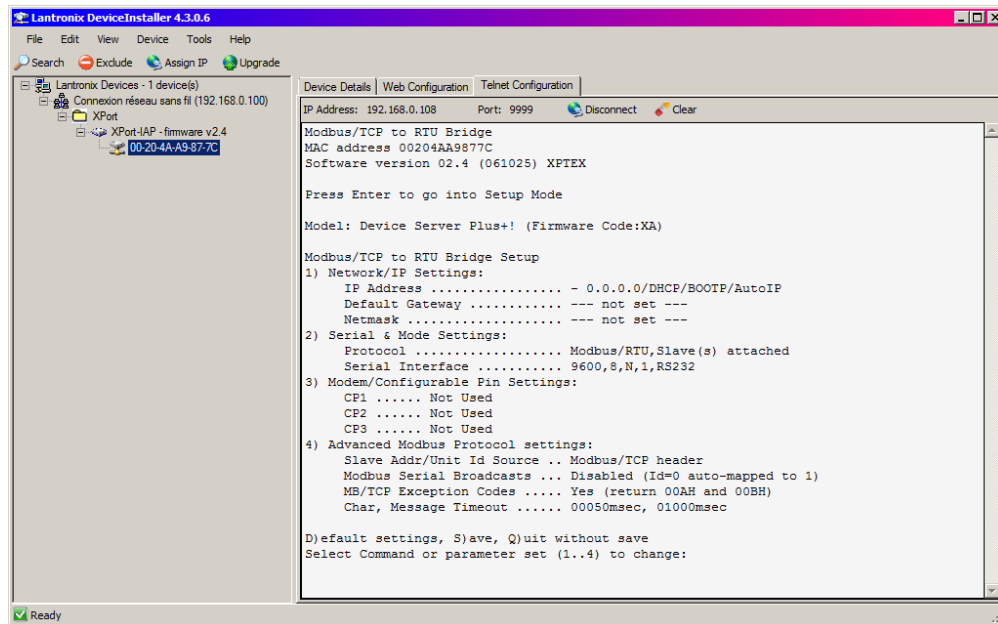 Lantronix DeviceInstaller 4.3.0.6
File Edit View Device Tools Help
Search Exclude Assign IP Upgrade
Lantronix Devices - 1 device(s)
Connexion réseau sans fil (192.168.0.100)
XPort
XPort-IAP - firmware v2.4
00-20-4A-A9-87-7C
Device Details Web Configuration Telnet Configuration
IP Address: 192.168.0.108 Port: 9999 Disconnect Clear
Modbus/TCP to RTU Bridge
MAC address 00204AA9877C
Software version 02.4 (061025) XPTEX
Press Enter to go into Setup Mode
Model: Device Server Plus+! (Firmware Code:XA)
Modbus/TCP to RTU Bridge Setup
1) Network/IP Settings:
IP Address ................. - 0.0.0.0/DHCP/BOOTP/AutoIP
Default Gateway ............ --- not set ---
Netmask .................... --- not set ---
2) Serial & Mode Settings:
Protocol ................... Modbus/RTU,Slave(s) attached
Serial Interface ........... 9600,8,N,1,RS232
3) Modem/Configurable Pin Settings:
CP1 ...... Not Used
CP2 ...... Not Used
CP3 ...... Not Used
4) Advanced Modbus Protocol settings:
Slave Addr/Unit Id Source .. Modbus/TCP header
Modbus Serial Broadcasts ... Disabled (Id=0 auto-mapped to 1)
MB/TCP Exception Codes ..... Yes (return 00AH and 00BH)
Char, Message Timeout ...... 00050msec, 01000msec
D)efault settings, S)ave, Q)uit without save
Select Command or parameter set (1..4) to change:
Ready